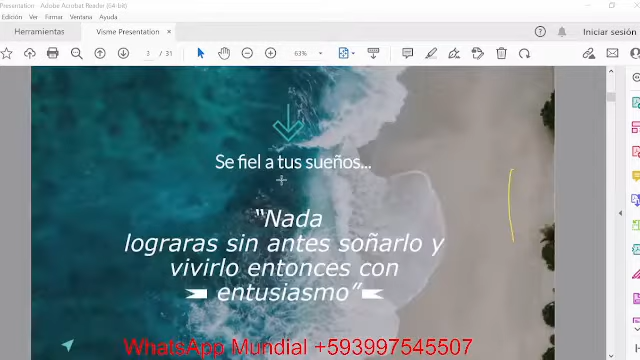 Presentation - Adobe Acrobat Reader (64-bit)
Edición Ver Firmar Ventana Ayuda
Herramientas Visme Presentation × Iniciar sesión
3 / 31 63%
Se fiel a tus sueños...
"Nada
lograras sin antes soñarlo y
vivirlo entonces con
entusiasmo”
WhatsApp Mundial +593997545507